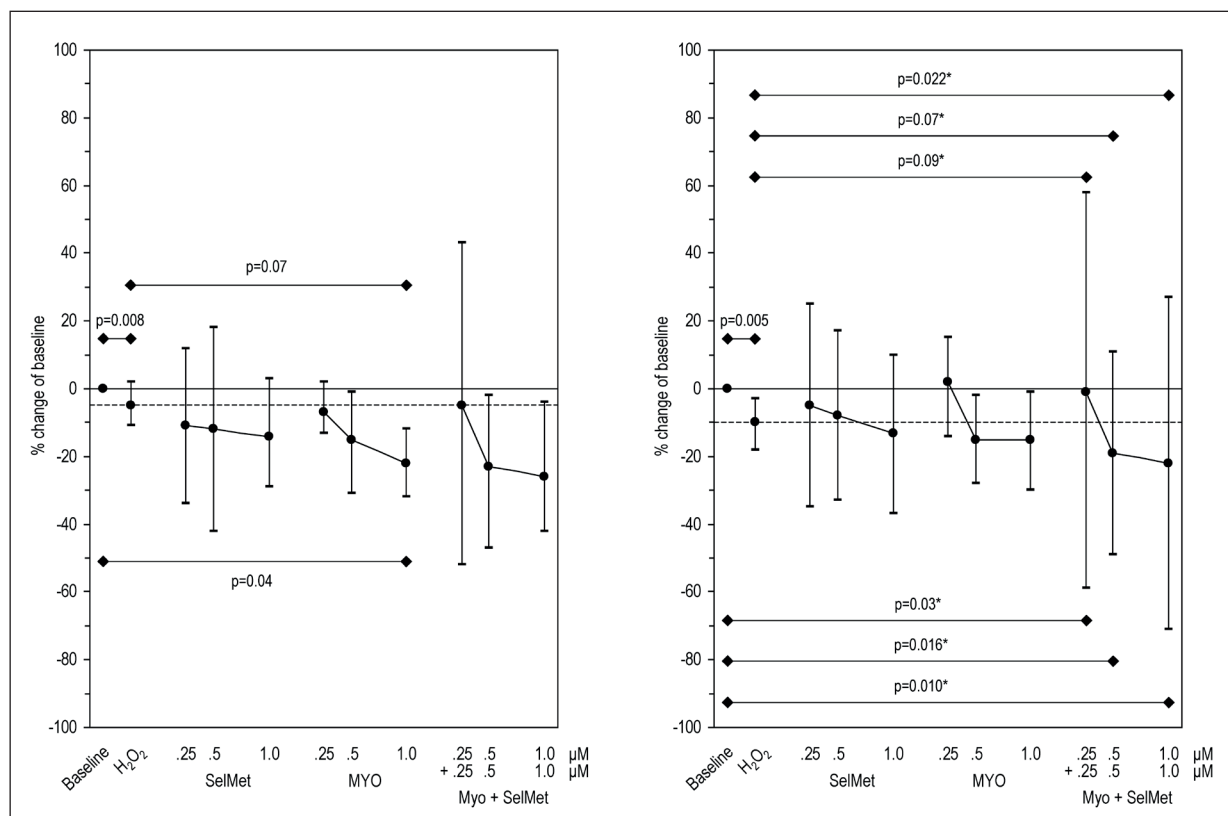 100
80
60
40
20
0
-20
-40
-60
-80
-100
% change of baseline
p=0.07
p=0.008
p=0.04
Baseline
H₂O₂
.25 .5 1.0 .25 .5 1.0 .25 .5 1.0 µM
+ .25 .5 1.0 µM
SelMet MYO
Myo + SelMet
100
80
60
40
20
0
-20
-40
-60
-80
-100
% change of baseline
p=0.022*
p=0.07*
p=0.09*
p=0.005
p=0.03*
p=0.016*
p=0.010*
Baseline
H₂O₂
.25 .5 1.0 .25 .5 1.0 .25 .5 1.0 µM
+ .25 .5 1.0 µM
SelMet MYO
Myo + SelMet